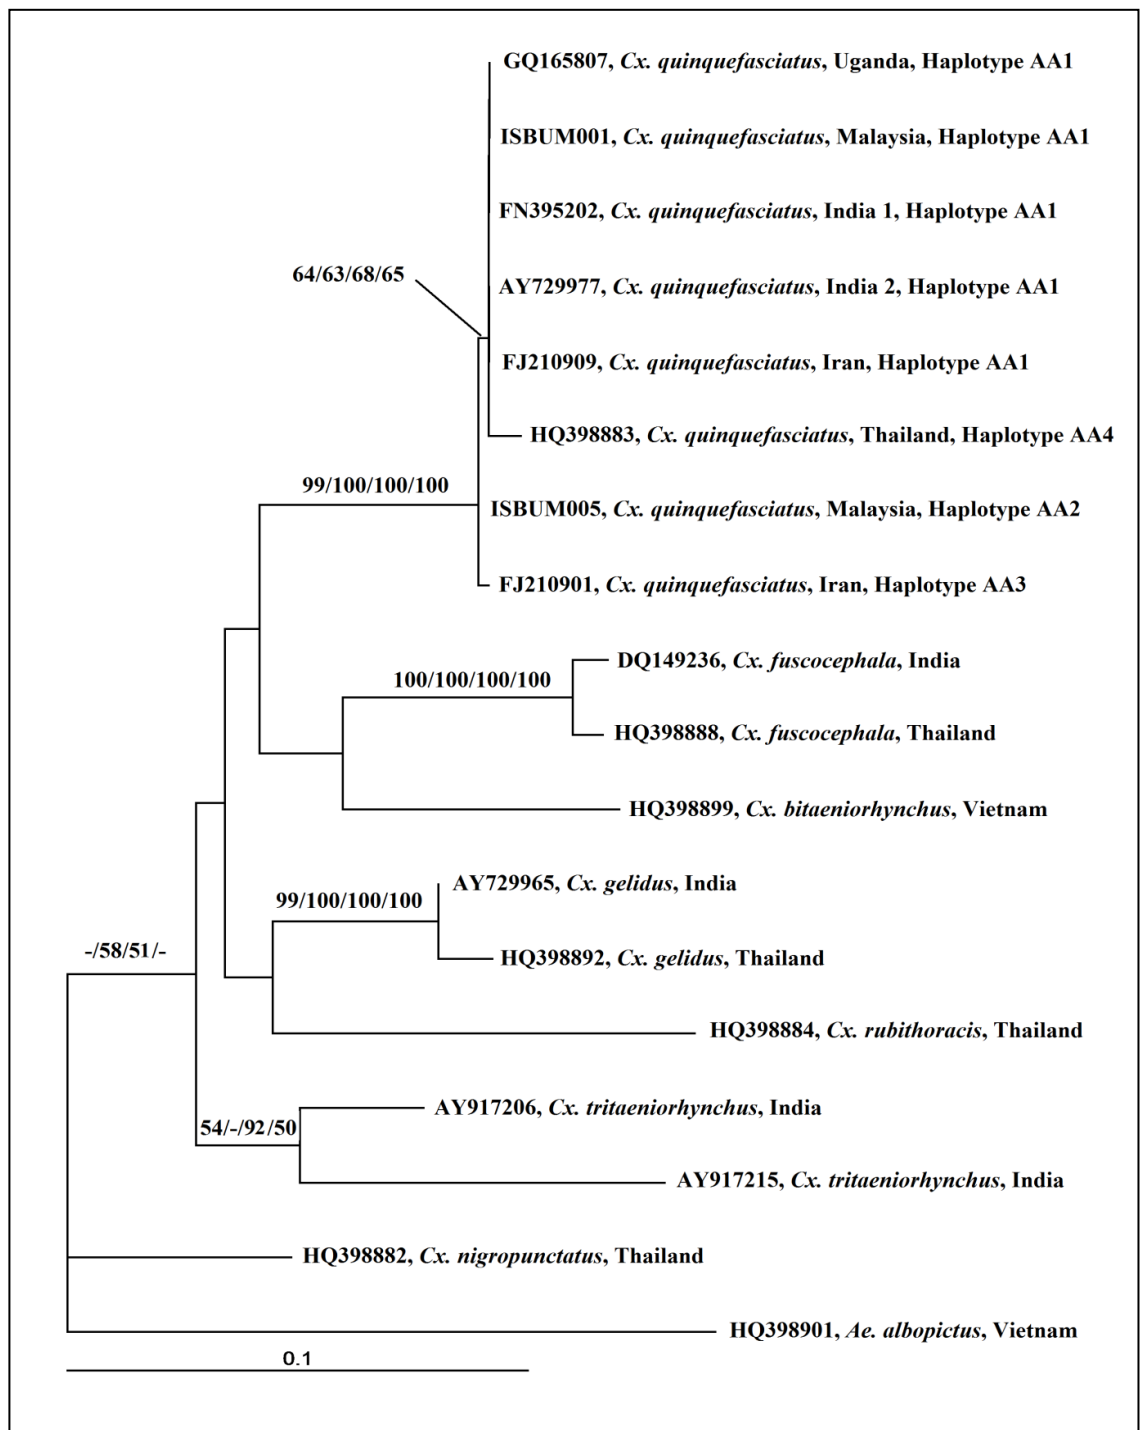 GQ165807, Cx. quinquefasciatus, Uganda, Haplotype AA1
ISBUM001, Cx. quinquefasciatus, Malaysia, Haplotype AA1
FN395202, Cx. quinquefasciatus, India 1, Haplotype AA1
64/63/68/65
AY729977, Cx. quinquefasciatus, India 2, Haplotype AA1
FJ210909, Cx. quinquefasciatus, Iran, Haplotype AA1
HQ398883, Cx. quinquefasciatus, Thailand, Haplotype AA4
99/100/100/100
ISBUM005, Cx. quinquefasciatus, Malaysia, Haplotype AA2
FJ210901, Cx. quinquefasciatus, Iran, Haplotype AA3
DQ149236, Cx. fuscocephala, India
100/100/100/100
HQ398888, Cx. fuscocephala, Thailand
HQ398899, Cx. bitaeniorhynchus, Vietnam
AY729965, Cx. gelidus, India
99/100/100/100
-/58/51/-
HQ398892, Cx. gelidus, Thailand
HQ398884, Cx. rubithoracis, Thailand
AY917206, Cx. tritaeniorhynchus, India
54/-/92/50
AY917215, Cx. tritaeniorhynchus, India
HQ398882, Cx. nigropunctatus, Thailand
HQ398901, Ae. albopictus, Vietnam
0.1